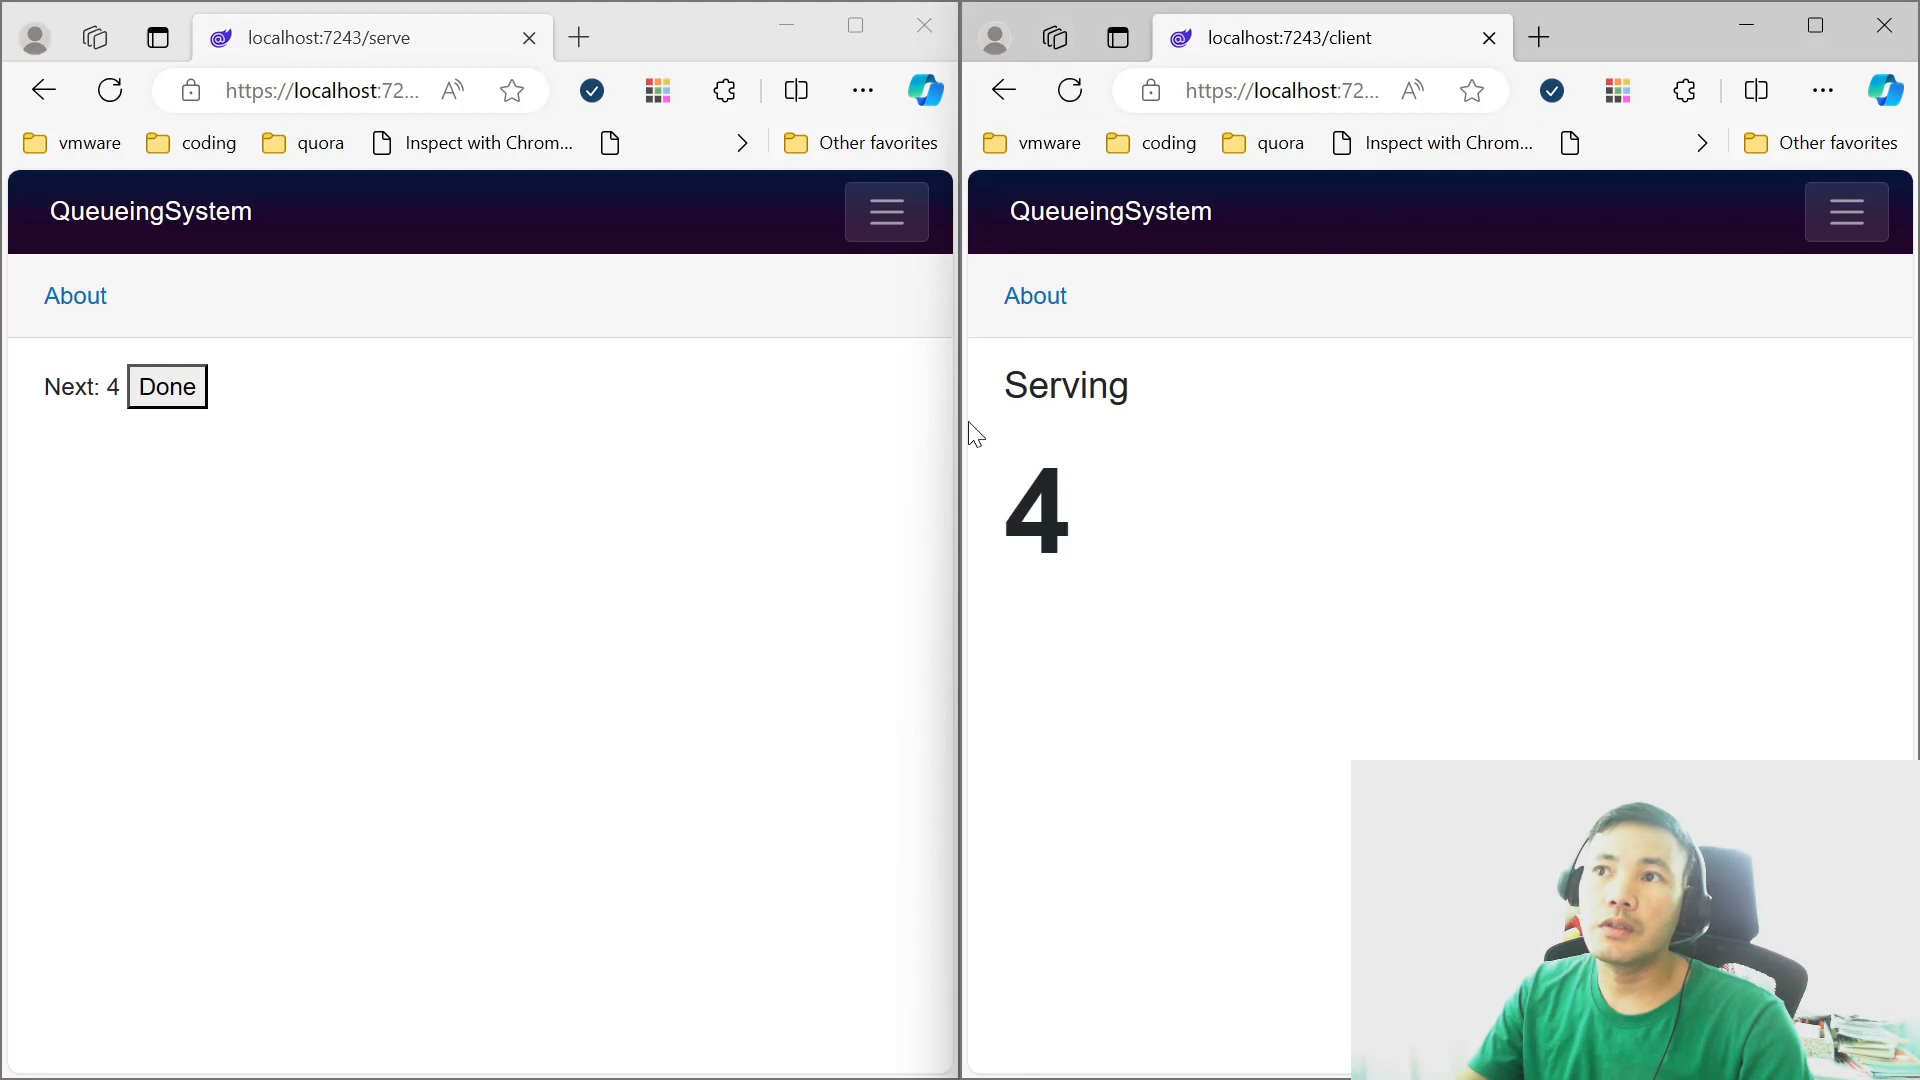 localhost:7243/serve
https://localhost:72...
vmware
coding
quora
Inspect with Chrom...
Other favorites
QueueingSystem
About
Next: 4 Done
localhost:7243/client
https://localhost:72...
vmware
coding
quora
Inspect with Chrom...
Other favorites
QueueingSystem
About
Serving
4